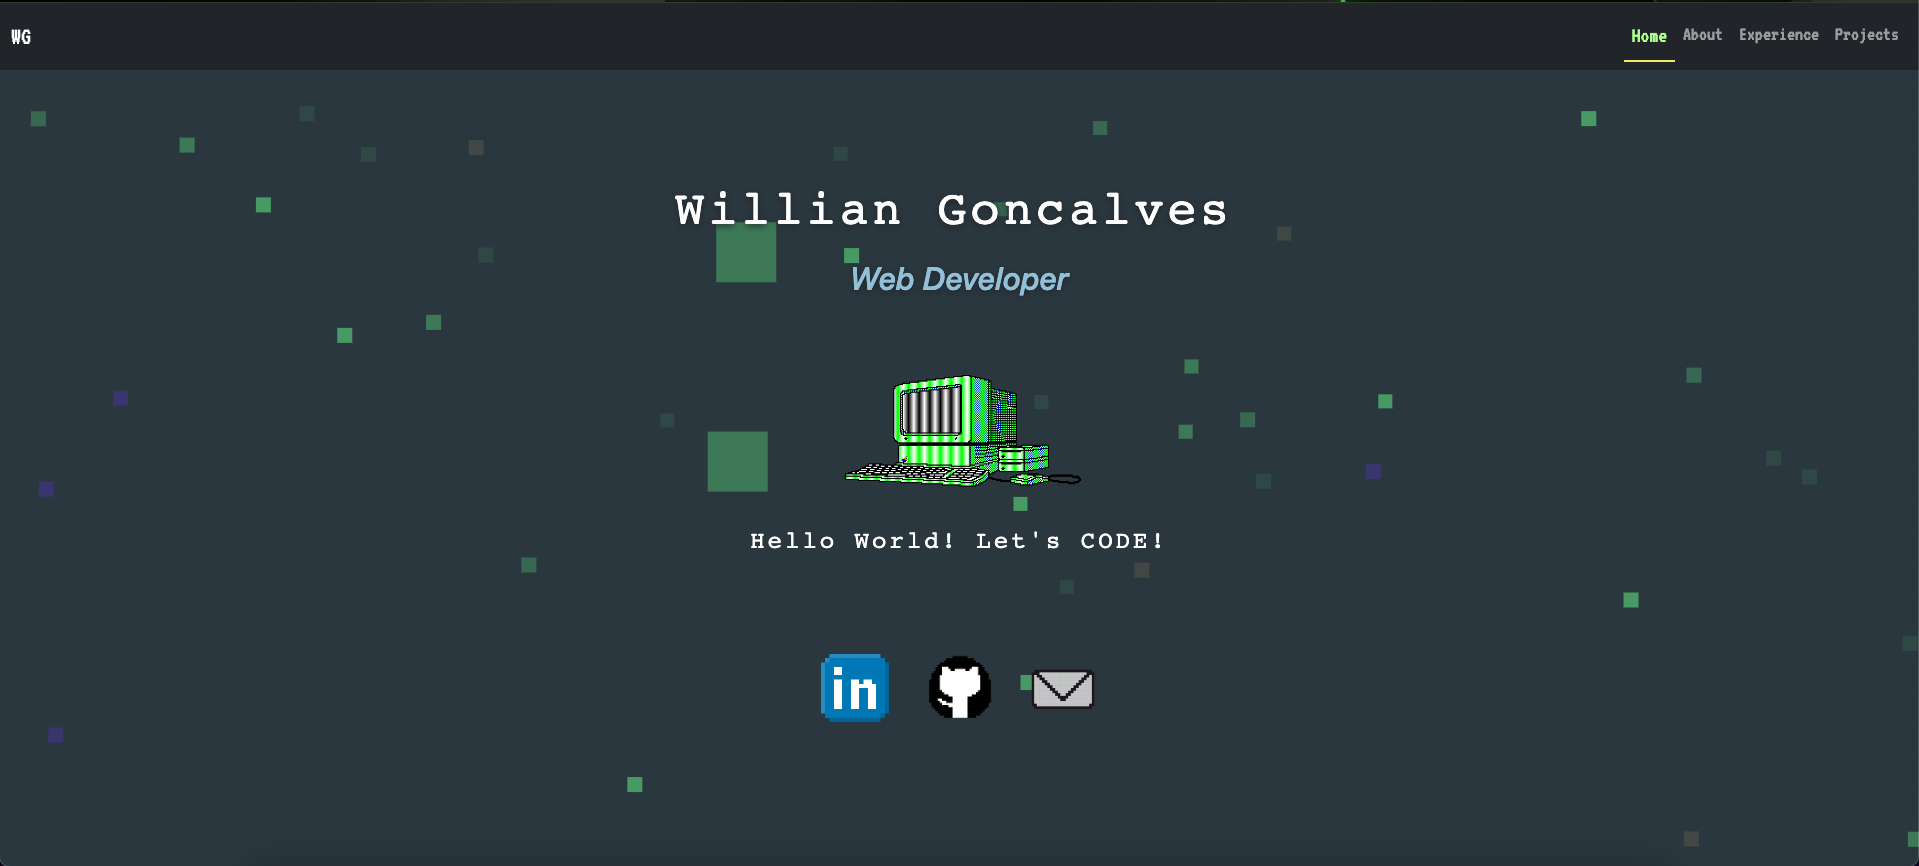 WG
Home About Experience Projects
Willian Goncalves
Web Developer
Hello World! Let's CODE!
in